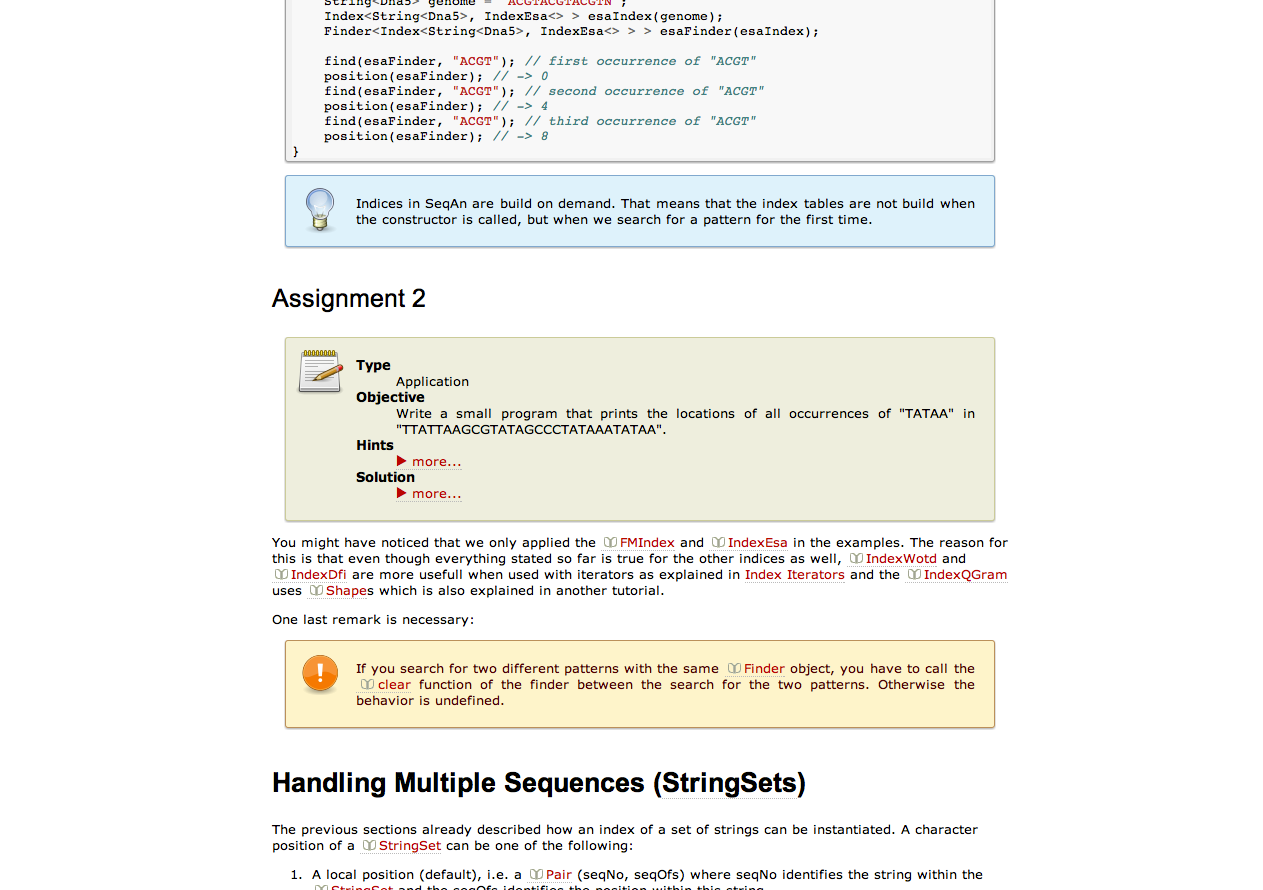 String<Dna5> genome = "ACGTACGTACGTN";
Index<String<Dna5>, IndexEsa<> > esaIndex(genome);
Finder<Index<String<Dna5>, IndexEsa<> > > esaFinder(esaIndex);
find(esaFinder, "ACGT"); // first occurrence of "ACGT"
position(esaFinder); // -> 0
find(esaFinder, "ACGT"); // second occurrence of "ACGT"
position(esaFinder); // -> 4
find(esaFinder, "ACGT"); // third occurrence of "ACGT"
position(esaFinder); // -> 8
}
Indices in SeqAn are build on demand. That means that the index tables are not build when
the constructor is called, but when we search for a pattern for the first time.
Assignment 2
Type
Application
Objective
Write a small program that prints the locations of all occurrences of "TATAA" in
"TTATTAAGCGTATAGCCCTATAAATATAA".
Hints
▶ more...
Solution
▶ more...
You might have noticed that we only applied the FMIndex and IndexEsa in the examples. The reason for
this is that even though everything stated so far is true for the other indices as well, IndexWotd and
IndexDfi are more usefull when used with iterators as explained in Index Iterators and the IndexQGram
uses Shapes which is also explained in another tutorial.
One last remark is necessary:
If you search for two different patterns with the same Finder object, you have to call the
clear function of the finder between the search for the two patterns. Otherwise the
behavior is undefined.
Handling Multiple Sequences (StringSets)
The previous sections already described how an index of a set of strings can be instantiated. A character
position of a StringSet can be one of the following:
1. A local position (default), i.e. a Pair (seqNo, seqOfs) where seqNo identifies the string within the
StringSet and the seqOfs identifies the position within this string.